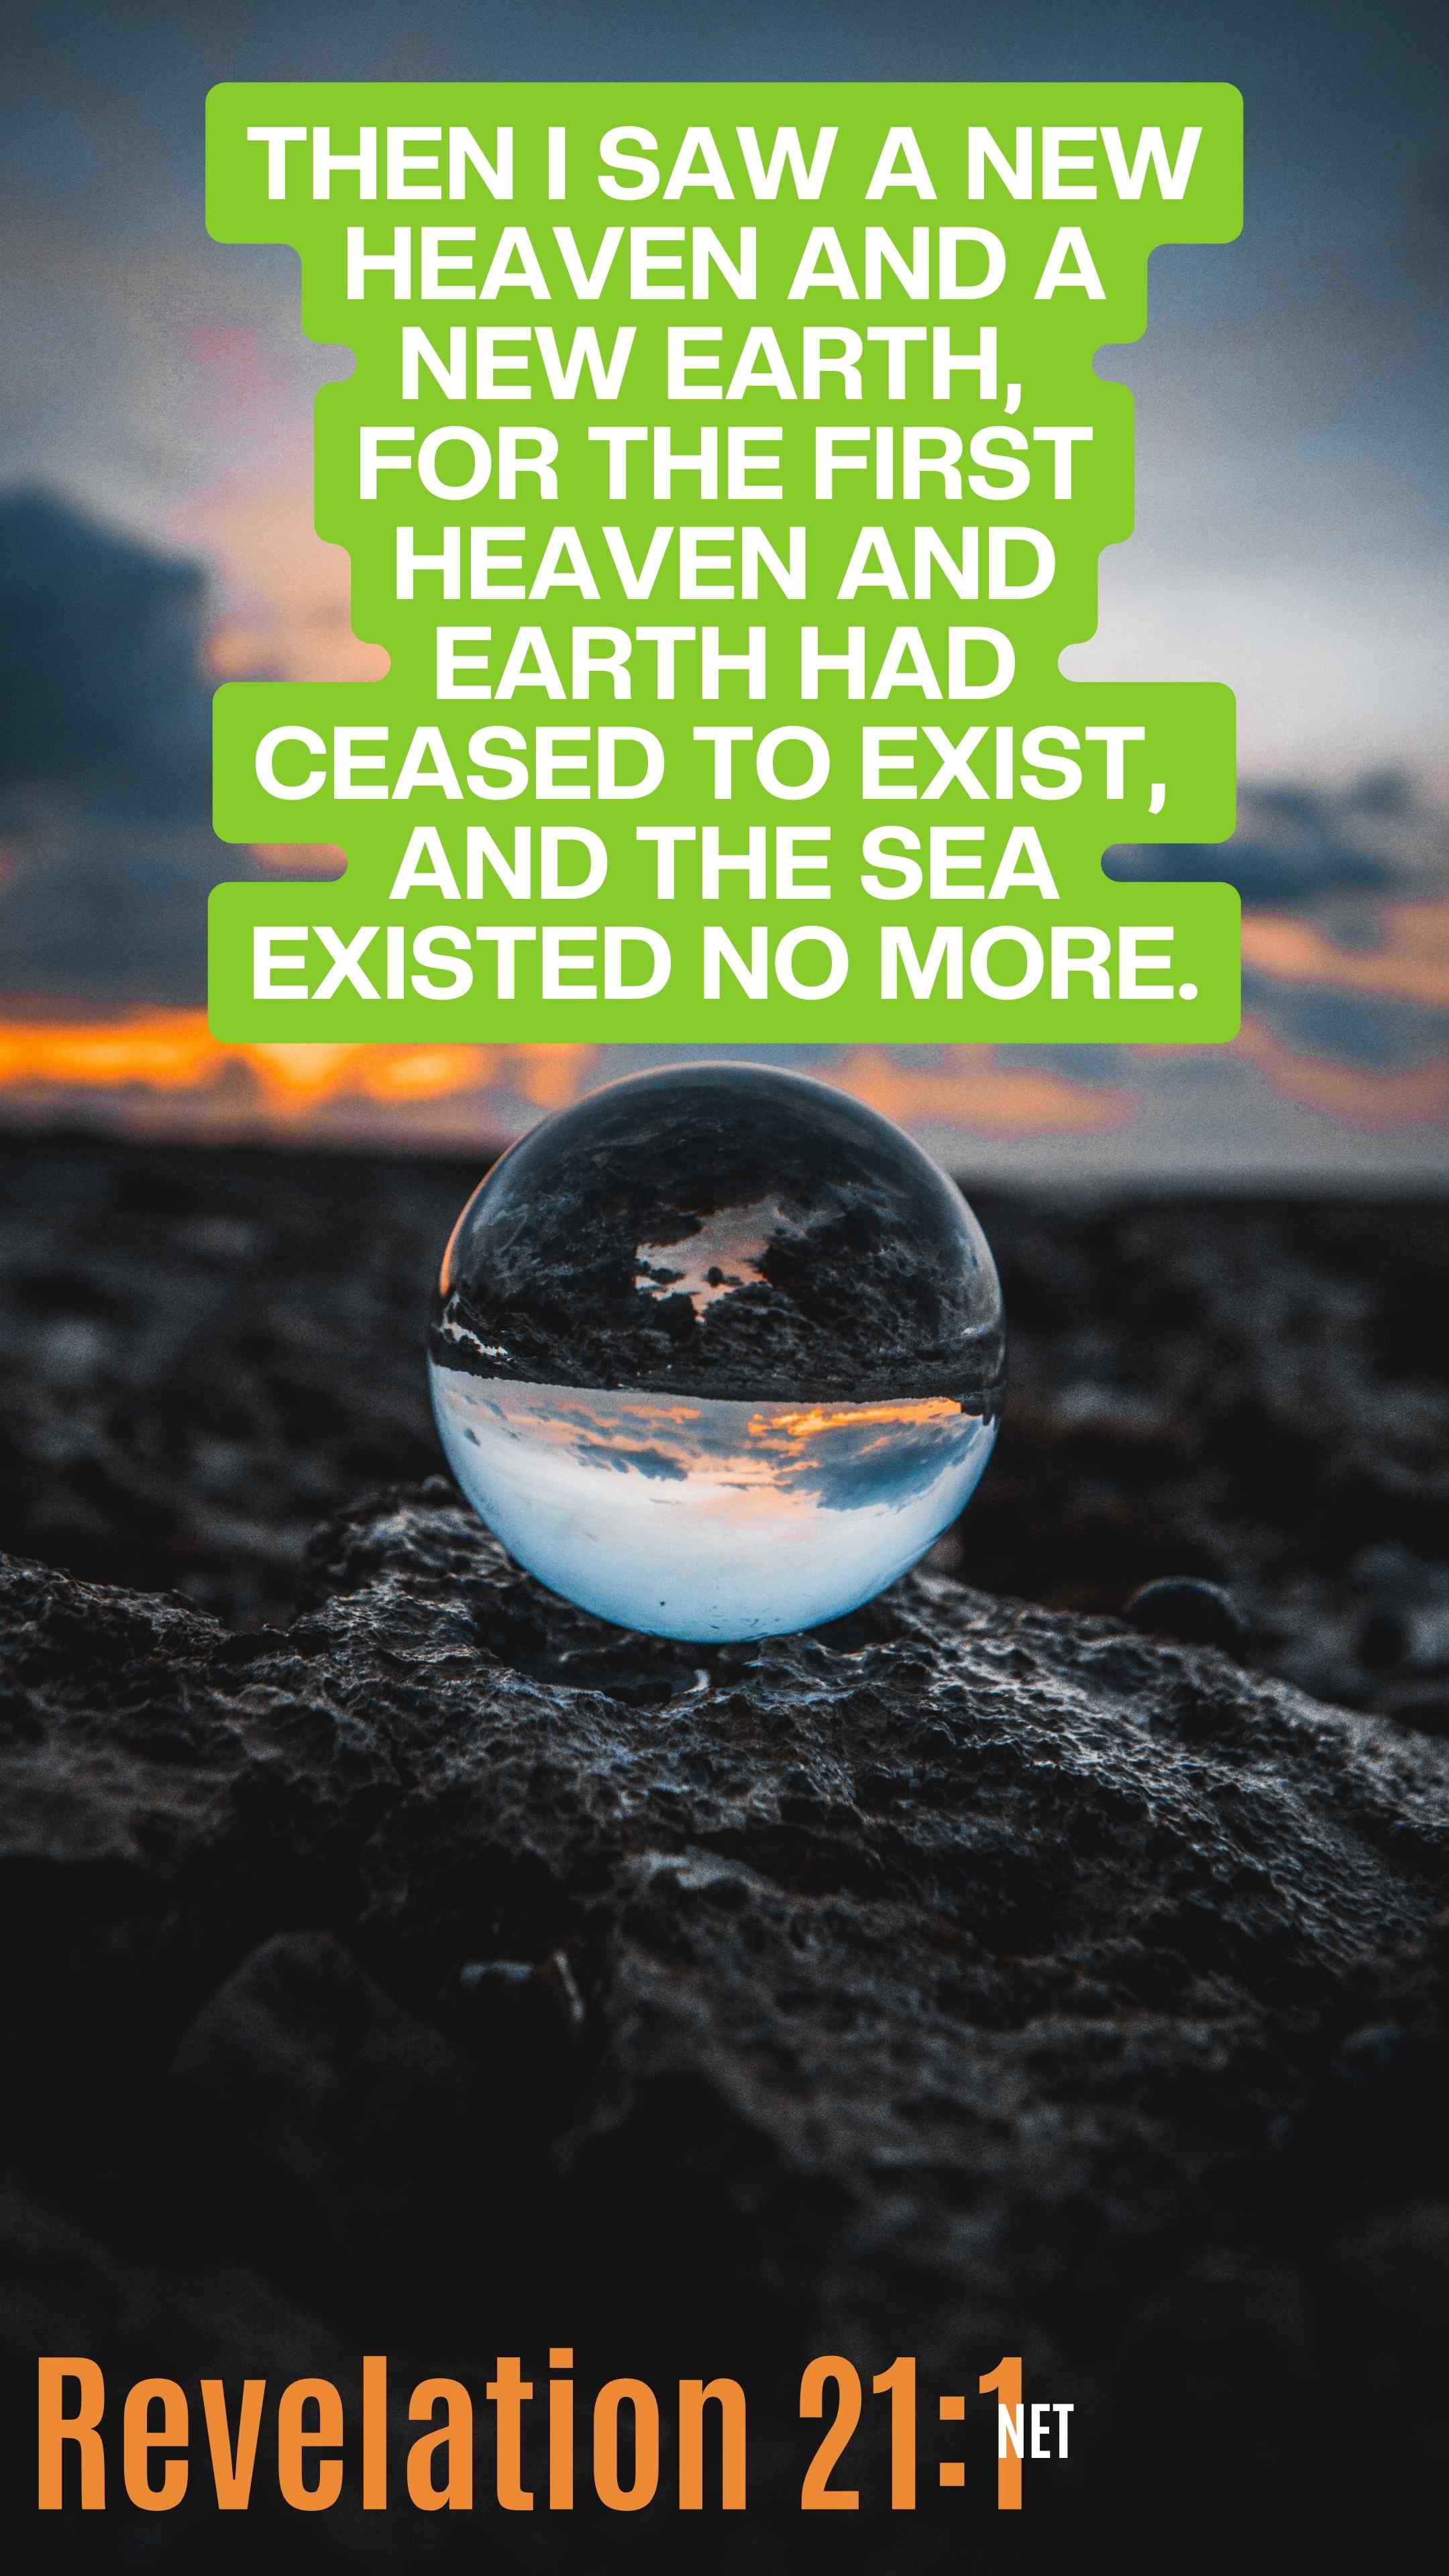 THEN I SAW A NEW
HEAVEN AND A
NEW EARTH,
FOR THE FIRST
HEAVEN AND
EARTH HAD
CEASED TO EXIST,
AND THE SEA
EXISTED NO MORE.
Revelation 21:1
NET